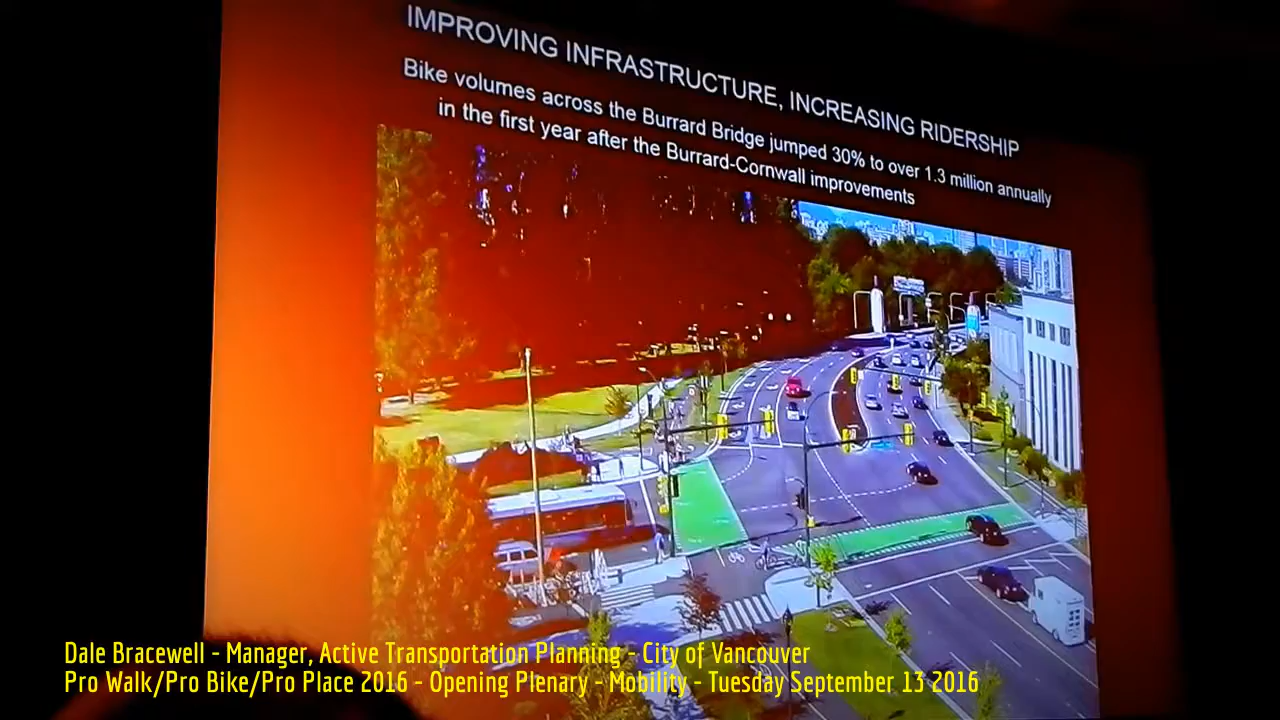 IMPROVING INFRASTRUCTURE, INCREASING RIDERSHIP
Bike volumes across the Burrard Bridge jumped 30% to over 1.3 million annually
in the first year after the Burrard-Cornwall improvements
Dale Bracewell - Manager, Active Transportation Planning - City of Vancouver
Pro Walk/Pro Bike/Pro Place 2016 - Opening Plenary - Mobility - Tuesday September 13 2016